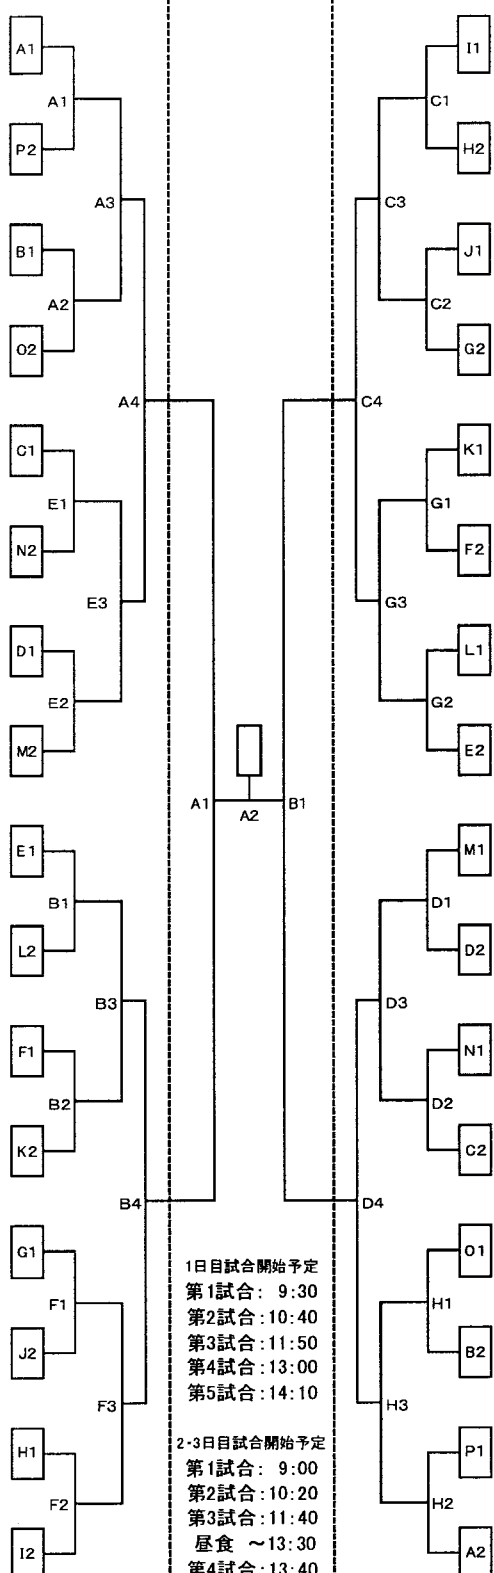 A1
A1
P2
A3
B1
A2
O2
A4
C1
E1
N2
E3
D1
E2
M2
E1
B1
L2
B3
F1
B2
K2
B4
G1
F1
J2
F3
H1
F2
I2
A1
A2
B1
I1
C1
H2
C3
J1
C2
G2
C4
K1
G1
F2
G3
L1
G2
E2
M1
D1
D2
D3
N1
D2
C2
D4
O1
H1
B2
H3
P1
H2
A2
1日目試合開始予定
第1試合: 9:30
第2試合:10:40
第3試合:11:50
第4試合:13:00
第5試合:14:10
2-3日目試合開始予定
第1試合: 9:00
第2試合:10:20
第3試合:11:40
昼食 ～13:30
第4試合:13:40